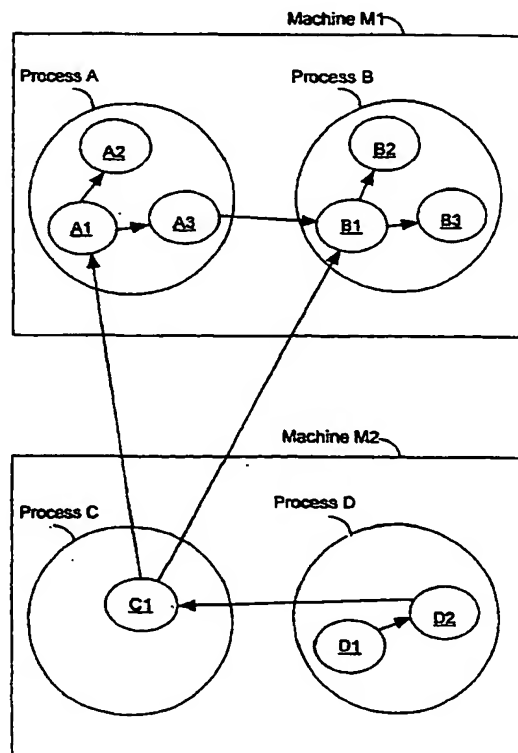 Machine M1
Process A
Process B
A2
B2
A1
A3
B1
B3
Machine M2
Process C
Process D
C1
D2
D1